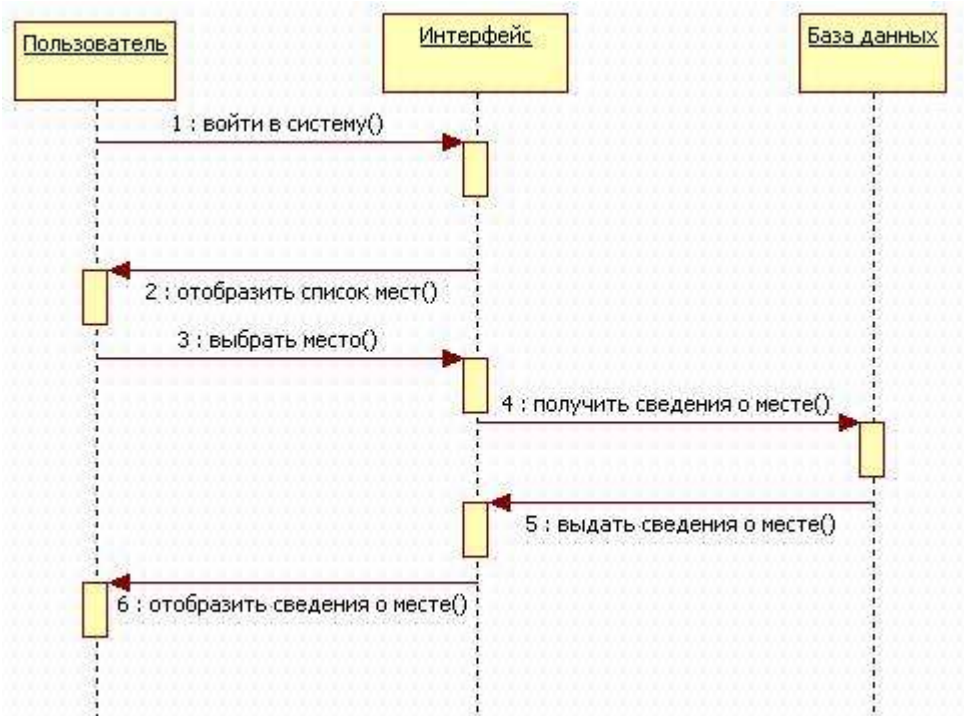 Пользователь
Интерфейс
База данных
1 : войти в систему()
2 : отобразить список мест()
3 : выбрать место()
4 : получить сведения о месте()
5 : выдать сведения о месте()
6 : отобразить сведения о месте()